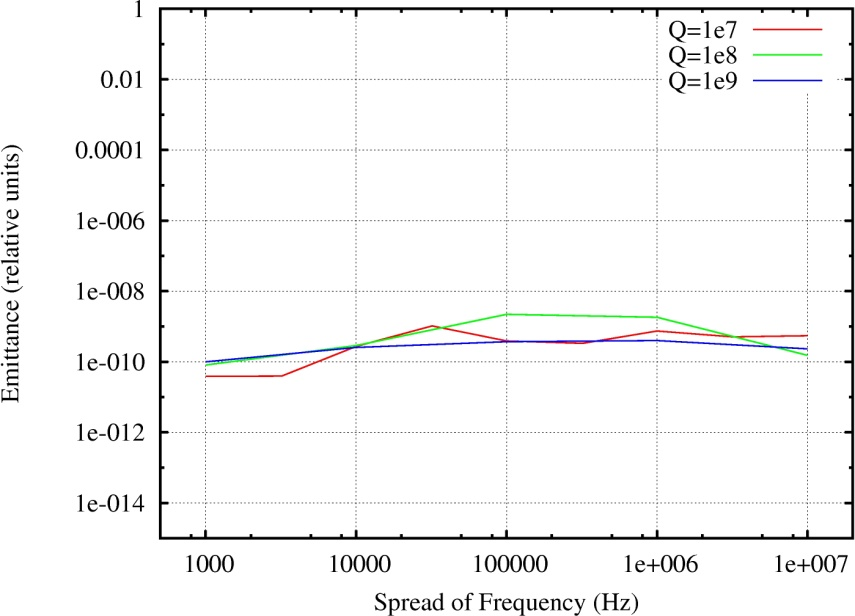 1
0.01
0.0001
1e-006
1e-008
1e-010
1e-012
1e-014
Emittance (relative units)
Q=1e7
Q=1e8
Q=1e9
1000 10000 100000 1e+006 1e+007
Spread of Frequency (Hz)